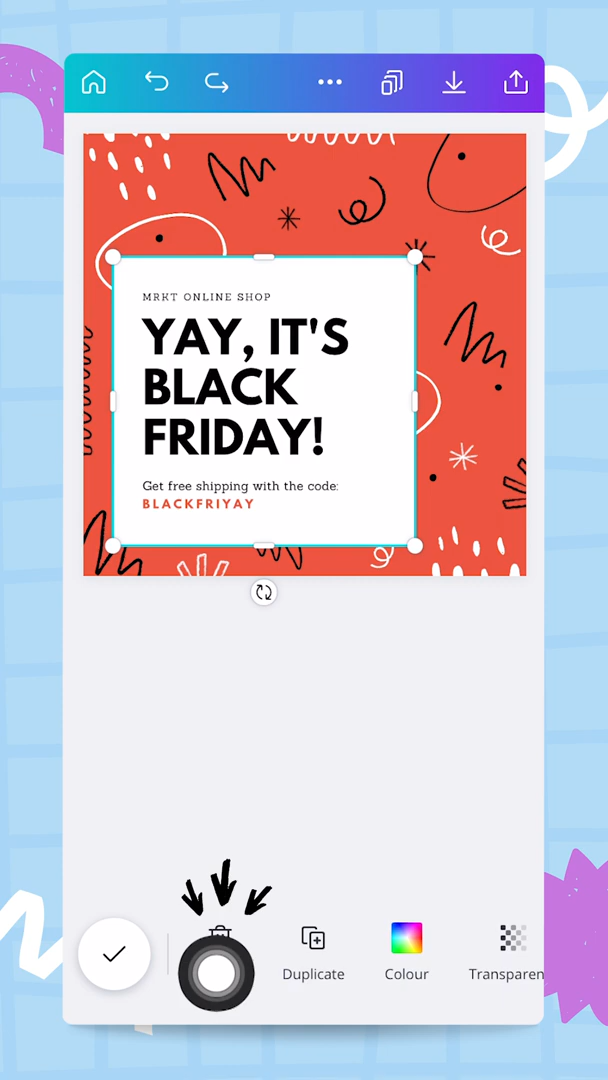 MRKT ONLINE SHOP
YAY, IT'S
BLACK
FRIDAY!
Get free shipping with the code:
BLACKFRIYAY
Duplicate
Colour
Transparen